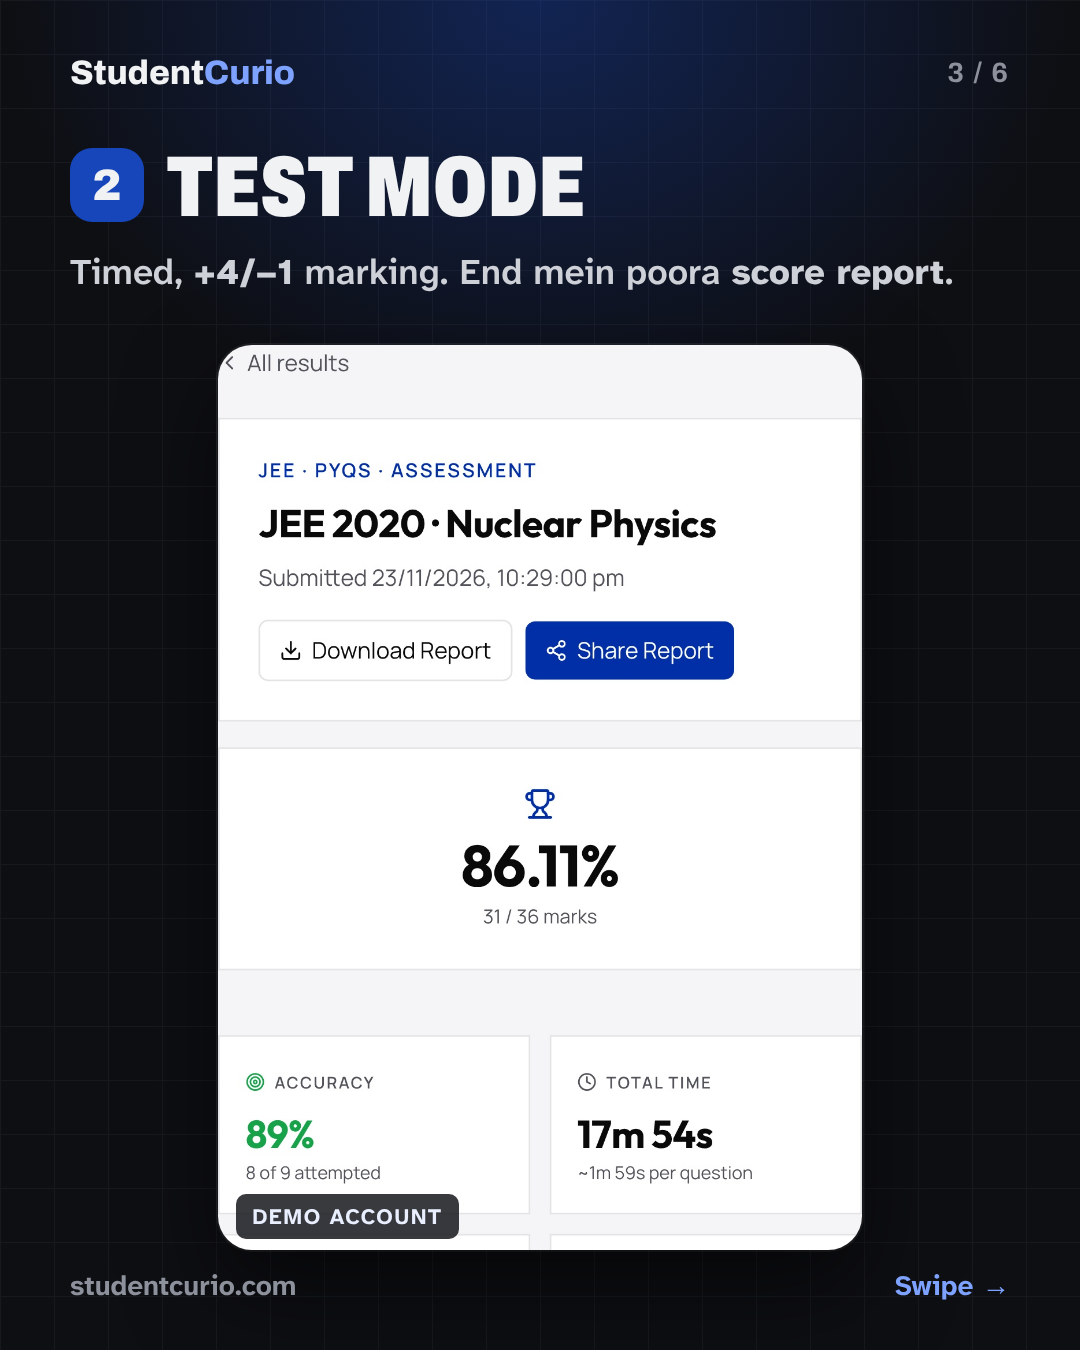 StudentCurio
3 / 6
2 TEST MODE
Timed, +4/−1 marking. End mein poora score report.
All results
JEE · PYQS · ASSESSMENT
JEE 2020 · Nuclear Physics
Submitted 23/11/2026, 10:29:00 pm
Download Report
Share Report
86.11%
31 / 36 marks
ACCURACY
89%
8 of 9 attempted
TOTAL TIME
17m 54s
~1m 59s per question
DEMO ACCOUNT
studentcurio.com
Swipe →